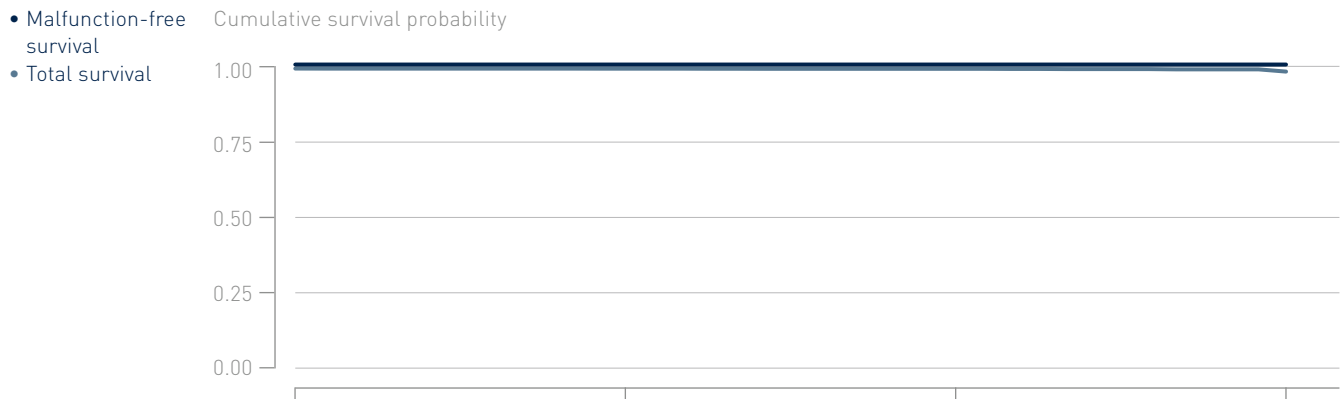 • Malfunction-free
survival
• Total survival
Cumulative survival probability
1.00
0.75
0.50
0.25
0.00